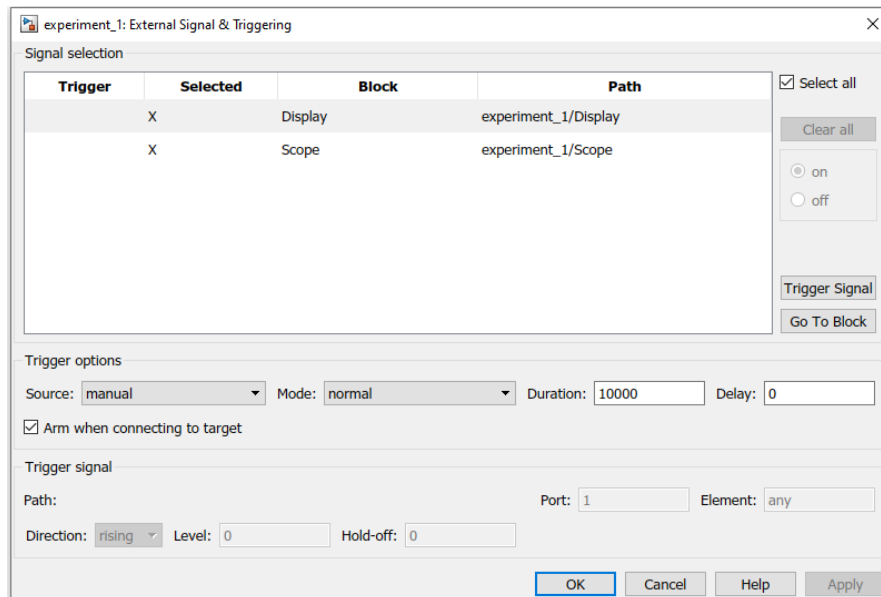 experiment_1: External Signal & Triggering
Signal selection
Trigger Selected Block Path
X Display experiment_1/Display
X Scope experiment_1/Scope
Select all
Clear all
on
off
Trigger Signal
Go To Block
Trigger options
Source: manual Mode: normal Duration: 10000 Delay: 0
Arm when connecting to target
Trigger signal
Path: Port: 1 Element: any
Direction: rising Level: 0 Hold-off: 0
OK Cancel Help Apply